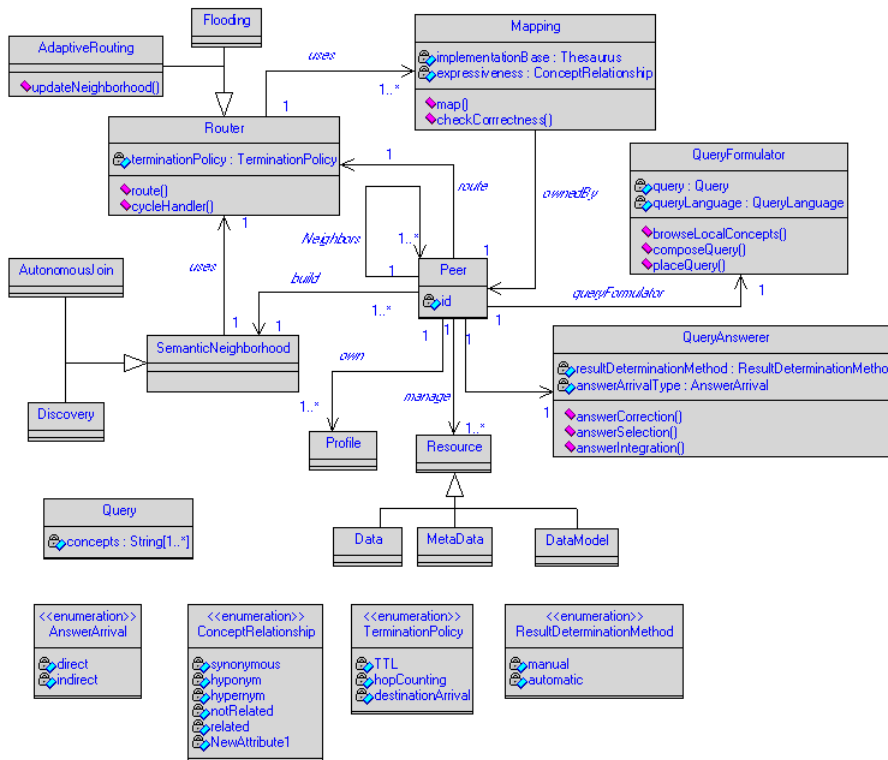 Flooding
AdaptiveRouting
updateNeighborhood()
Mapping
implementationBase : Thesaurus
expressiveness : ConceptRelationship
map()
checkCorrrectness()
uses
1
1..*
Router
terminationPolicy : TerminationPolicy
route()
cycleHandler()
1
1
route
ownedBy
QueryFormulator
query : Query
queryLanguage : QueryLanguage
browseLocalConcepts()
composeQuery()
placeQuery()
Neighbors
1..*
1
1
1
uses
AutonomousJoin
build
Peer
id
1
queryFormulator
1
1..*
1
1
1
1
1
1
SemanticNeighborhood
QueryAnswerer
resultDeterminationMethod : ResultDeterminationMetho
answerArrivalType : AnswerArrival
answerCorrection()
answerSelection()
answerIntegration()
1
own
manage
Discovery
1..*
1..*
Profile
Resource
Query
concepts : String[1..*]
Data
MetaData
DataModel
<<enumeration>>
AnswerArrival
direct
indirect
<<enumeration>>
ConceptRelationship
synonymous
hyponym
hypernym
notRelated
related
NewAttribute1
<<enumeration>>
TerminationPolicy
TTL
hopCounting
destinationArrival
<<enumeration>>
ResultDeterminationMethod
manual
automatic